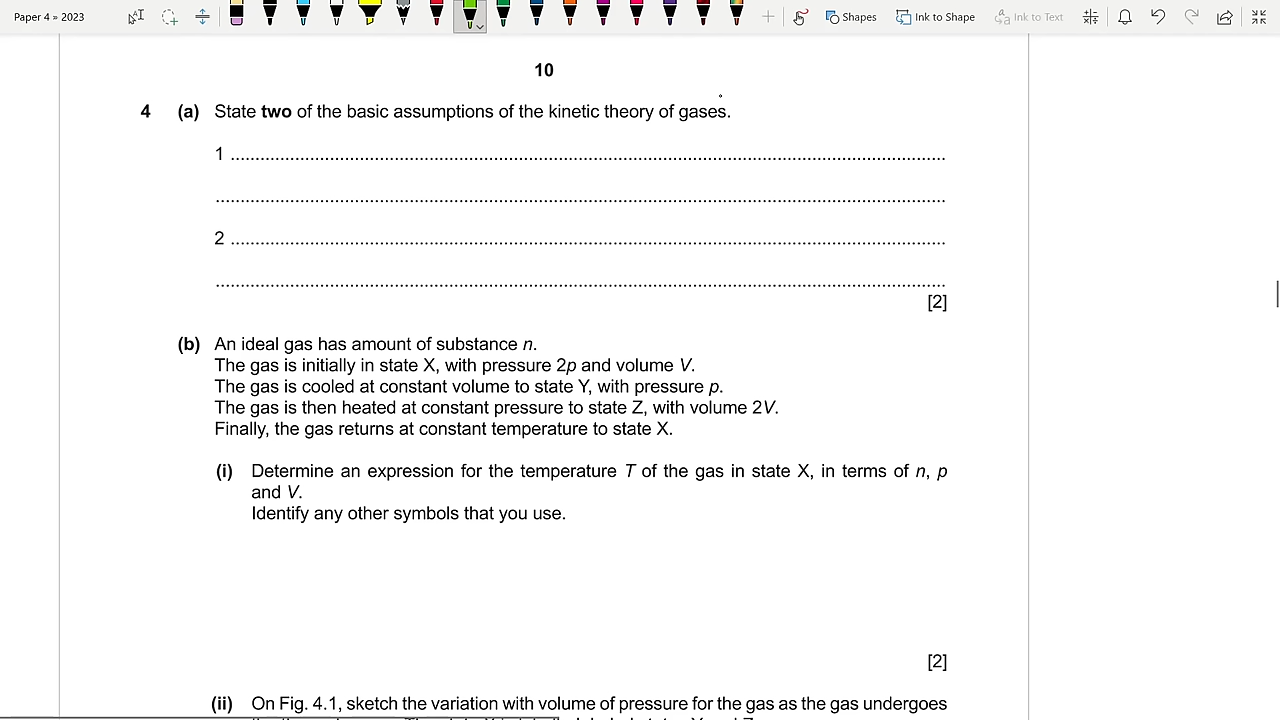 Paper 4 » 2023
Shapes
Ink to Shape
Ink to Text
10
4 (a) State two of the basic assumptions of the kinetic theory of gases.
1 ................................................................................
................................................................................
2 ................................................................................
................................................................................
[2]
(b) An ideal gas has amount of substance n.
The gas is initially in state X, with pressure 2p and volume V.
The gas is cooled at constant volume to state Y, with pressure p.
The gas is then heated at constant pressure to state Z, with volume 2V.
Finally, the gas returns at constant temperature to state X.
(i) Determine an expression for the temperature T of the gas in state X, in terms of n, p
and V.
Identify any other symbols that you use.
[2]
(ii) On Fig. 4.1, sketch the variation with volume of pressure for the gas as the gas undergoes